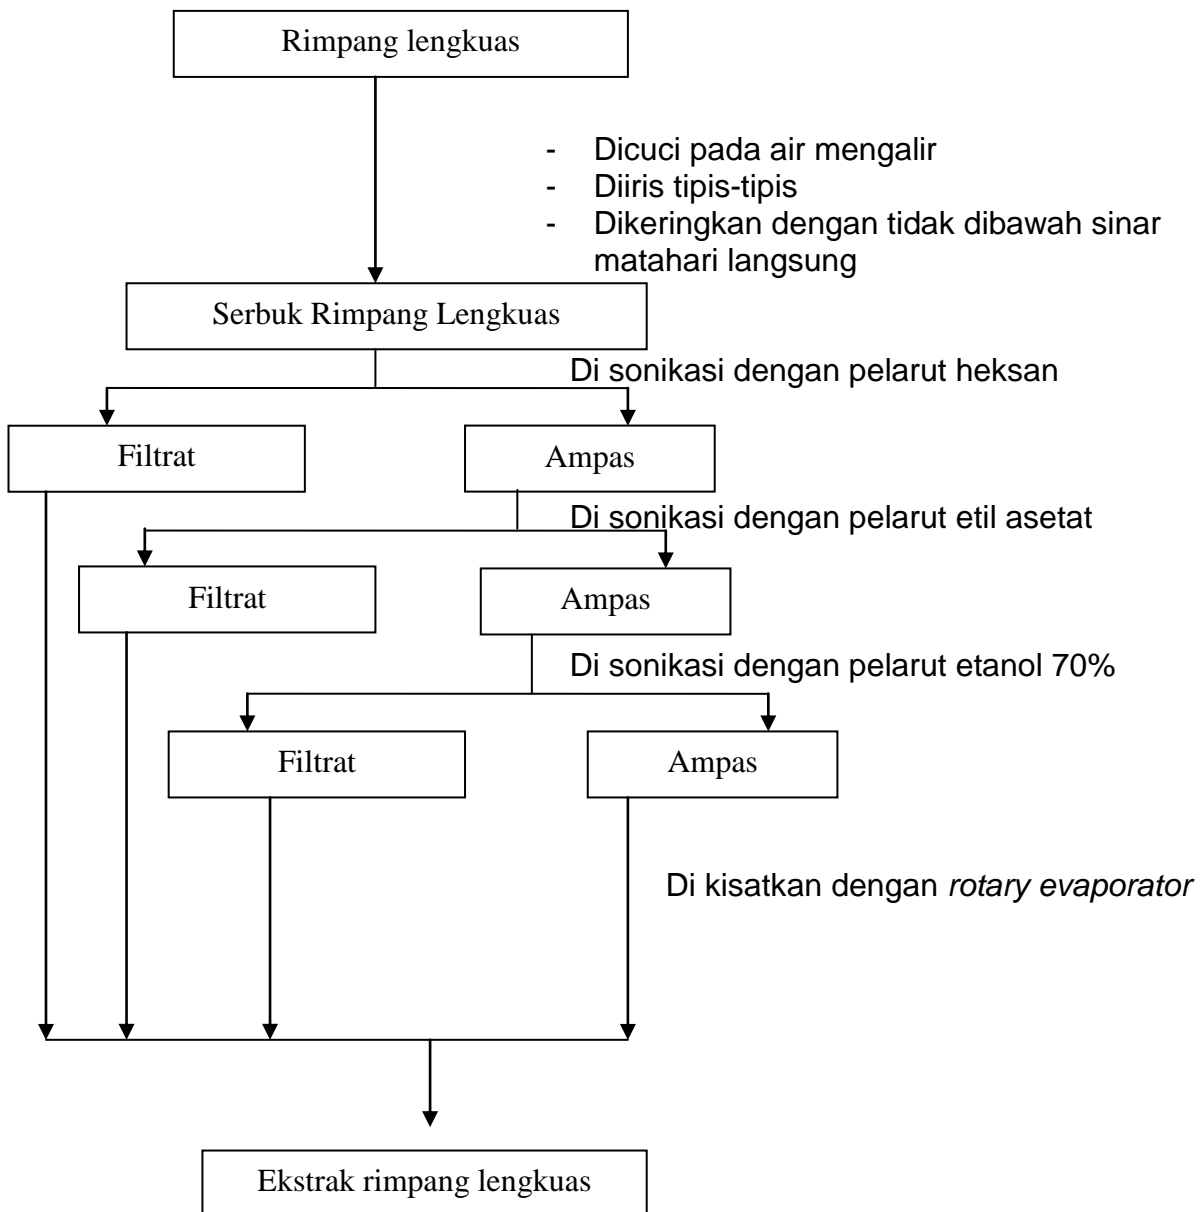 Rimpang lengkuas
- Dicuci pada air mengalir
- Diiris tipis-tipis
- Dikeringkan dengan tidak dibawah sinar
matahari langsung
Serbuk Rimpang Lengkuas
Di sonikasi dengan pelarut heksan
Filtrat
Ampas
Di sonikasi dengan pelarut etil asetat
Filtrat
Ampas
Di sonikasi dengan pelarut etanol 70%
Filtrat
Ampas
Di kisatkan dengan rotary evaporator
Ekstrak rimpang lengkuas